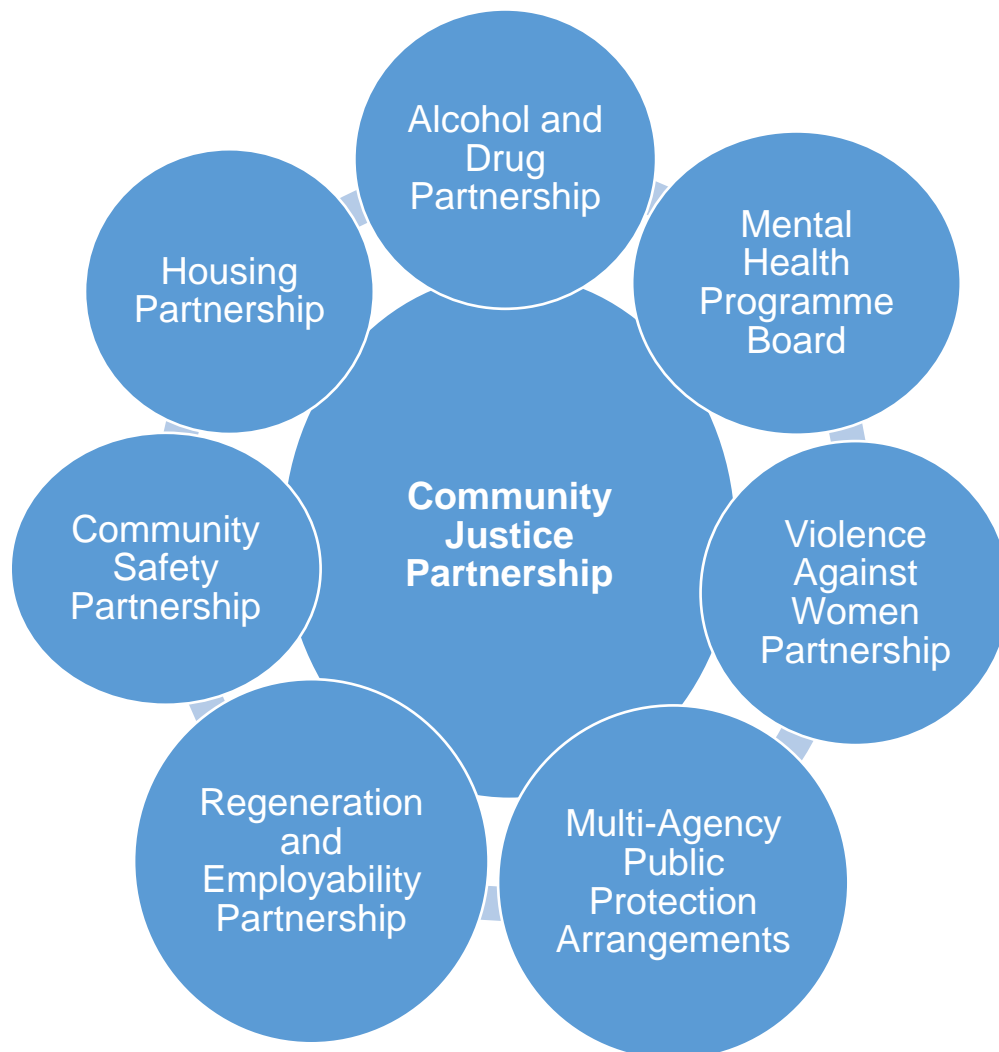 Alcohol and
Drug
Partnership
Mental
Health
Programme
Board
Housing
Partnership
Community
Justice
Partnership
Community
Safety
Partnership
Violence
Against
Women
Partnership
Regeneration
and
Employability
Partnership
Multi-Agency
Public
Protection
Arrangements